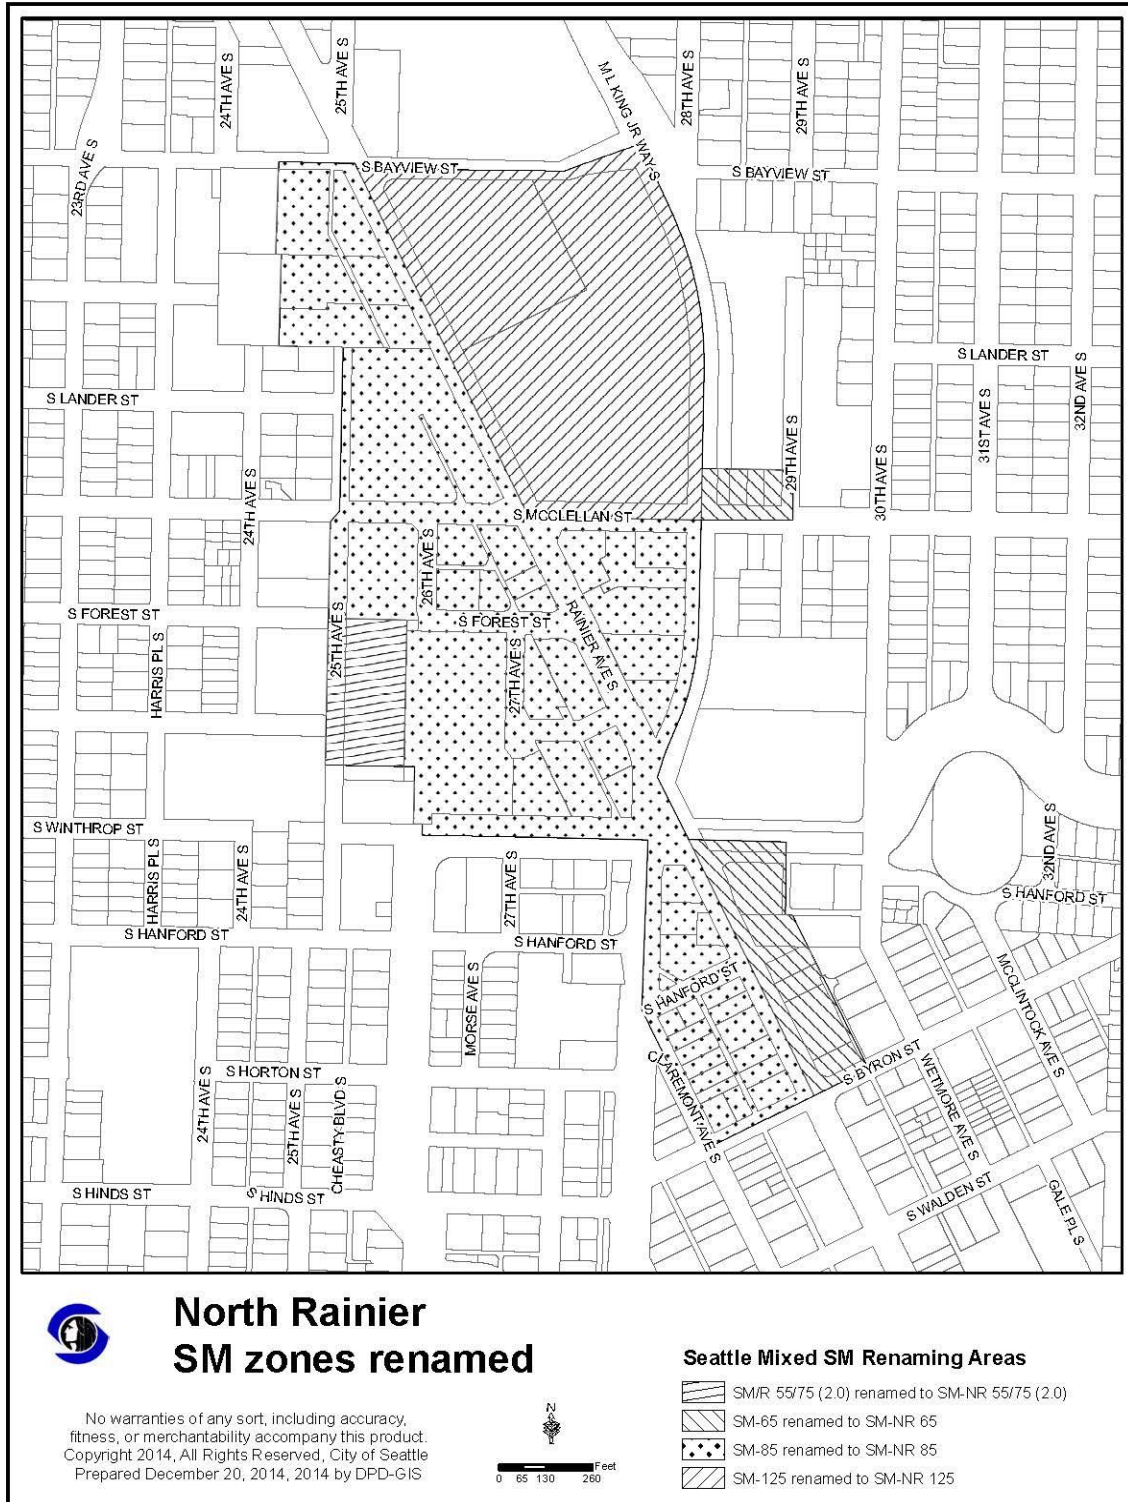 24TH AVE S
25TH AVE S
M L KING JR WAY S
28TH AVE S
29TH AVE S
23RD AVE S
S BAYVIEW ST
S BAYVIEW ST
S LANDER ST
32ND AVE S
S LANDER ST
31ST AVE S
29TH AVE S
30TH AVE S
24TH AVE S
S MCCLELLAN ST
26TH AVE S
S FOREST ST
25TH AVE S
S FOREST ST
RAINIER AVE S
HARRIS PL S
27TH AVE S
S WINTHROP ST
32ND AVE S
HARRIS PL S
24TH AVE S
27TH AVE S
S HANFORD ST
S HANFORD ST
S HANFORD ST
S HANFORD ST
MCCLINTOCK AVE S
MORSE AVE S
S HORTON ST
CLAREMONT AVE S
S BYRON ST
WETMORE AVE S
24TH AVE S
25TH AVE S
CHEASTY BLVD S
S HINDS ST
S HINDS ST
S WALDEN ST
GALE PL S
North Rainier
SM zones renamed
No warranties of any sort, including accuracy,
fitness, or merchantability accompany this product.
Copyright 2014, All Rights Reserved, City of Seattle
Prepared December 20, 2014, 2014 by DPD-GIS
N
Feet
0 65 130 260
Seattle Mixed SM Renaming Areas
SM/R 55/75 (2.0) renamed to SM-NR 55/75 (2.0)
SM-65 renamed to SM-NR 65
SM-85 renamed to SM-NR 85
SM-125 renamed to SM-NR 125